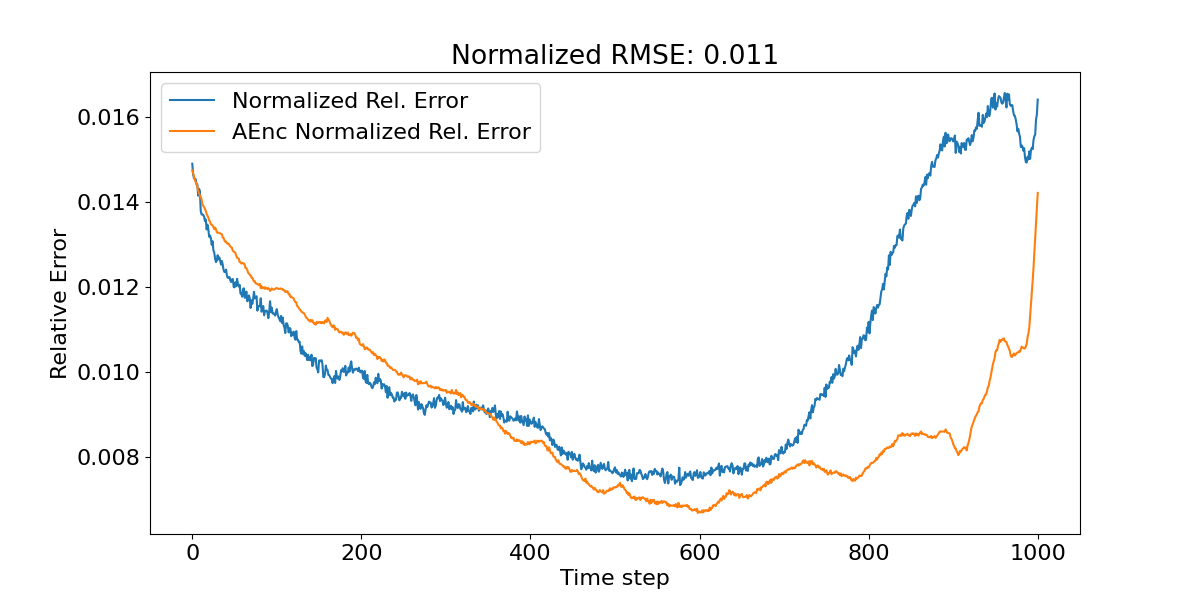 Normalized RMSE: 0.011
Normalized Rel. Error
AEnc Normalized Rel. Error
Relative Error
0.016
0.014
0.012
0.010
0.008
0 200 400 600 800 1000
Time step